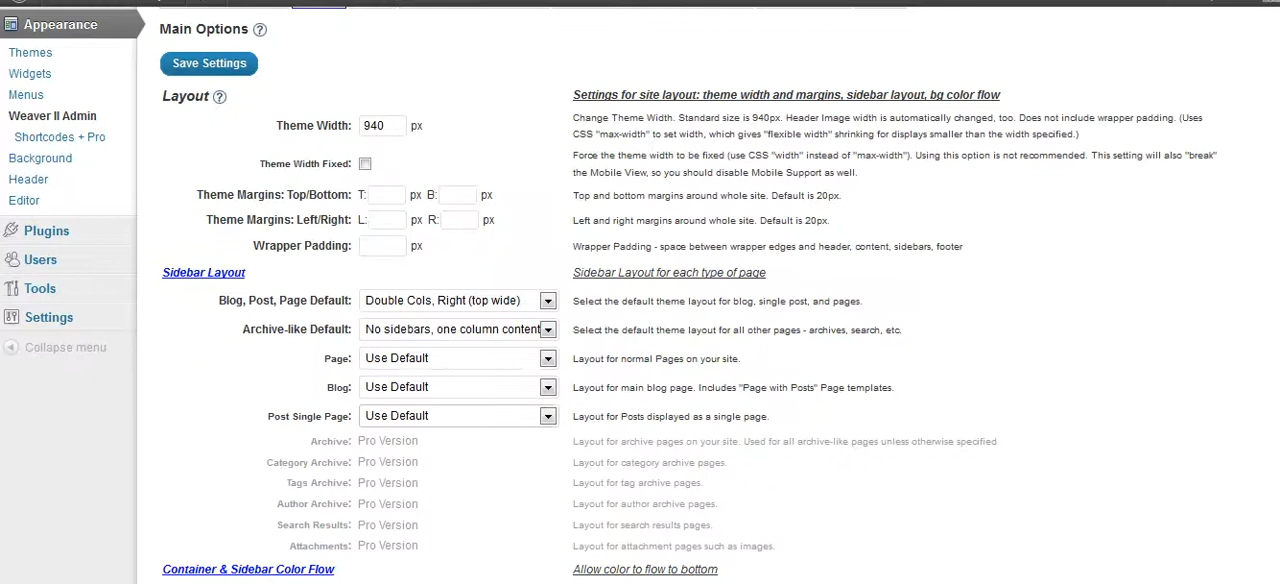 Appearance
Themes
Widgets
Menus
Weaver II Admin
Shortcodes + Pro
Background
Header
Editor
Plugins
Users
Tools
Settings
Collapse menu
Main Options ?
Save Settings
Layout ? Settings for site layout: theme width and margins, sidebar layout, bg color flow
Theme Width: 940 px Change Theme Width. Standard size is 940px. Header Image width is automatically changed, too. Does not include wrapper padding. (Uses
CSS "max-width" to set width, which gives "flexible width" shrinking for displays smaller than the width specified.)
Theme Width Fixed: Force the theme width to be fixed (use CSS "width" instead of "max-width"). Using this option is not recommended. This setting will also "break"
the Mobile View, so you should disable Mobile Support as well.
Theme Margins: Top/Bottom: T: px B: px Top and bottom margins around whole site. Default is 20px.
Theme Margins: Left/Right: L: px R: px Left and right margins around whole site. Default is 20px.
Wrapper Padding: px Wrapper Padding - space between wrapper edges and header, content, sidebars, footer
Sidebar Layout Sidebar Layout for each type of page
Blog, Post, Page Default: Double Cols, Right (top wide) Select the default theme layout for blog, single post, and pages.
Archive-like Default: No sidebars, one column content Select the default theme layout for all other pages - archives, search, etc.
Page: Use Default Layout for normal Pages on your site.
Blog: Use Default Layout for main blog page. Includes "Page with Posts" Page templates.
Post Single Page: Use Default Layout for Posts displayed as a single page.
Archive: Pro Version Layout for archive pages on your site. Used for all archive-like pages unless otherwise specified
Category Archive: Pro Version Layout for category archive pages.
Tags Archive: Pro Version Layout for tag archive pages.
Author Archive: Pro Version Layout for author archive pages.
Search Results: Pro Version Layout for search results pages.
Attachments: Pro Version Layout for attachment pages such as images.
Container & Sidebar Color Flow Allow color to flow to bottom